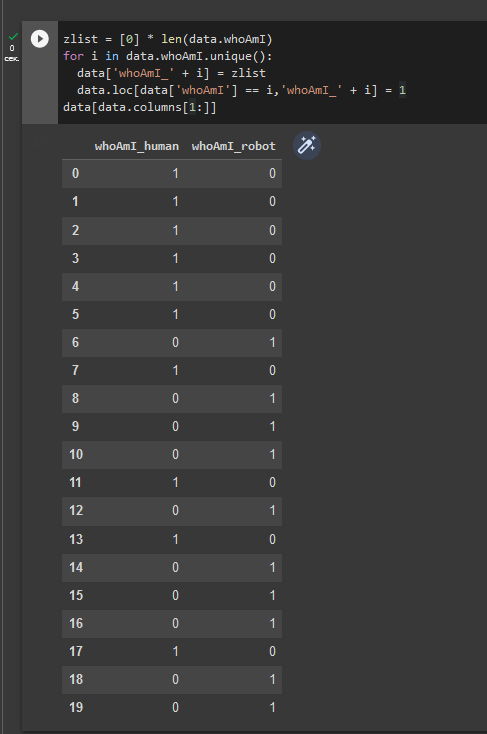 0
сек.
zlist = [0] * len(data.whoAmI)
for i in data.whoAmI.unique():
  data['whoAmI_' + i] = zlist
  data.loc[data['whoAmI'] == i,'whoAmI_' + i] = 1
data[data.columns[1:]]
whoAmI_human whoAmI_robot
0 1 0
1 1 0
2 1 0
3 1 0
4 1 0
5 1 0
6 0 1
7 1 0
8 0 1
9 0 1
10 0 1
11 1 0
12 0 1
13 1 0
14 0 1
15 0 1
16 0 1
17 1 0
18 0 1
19 0 1